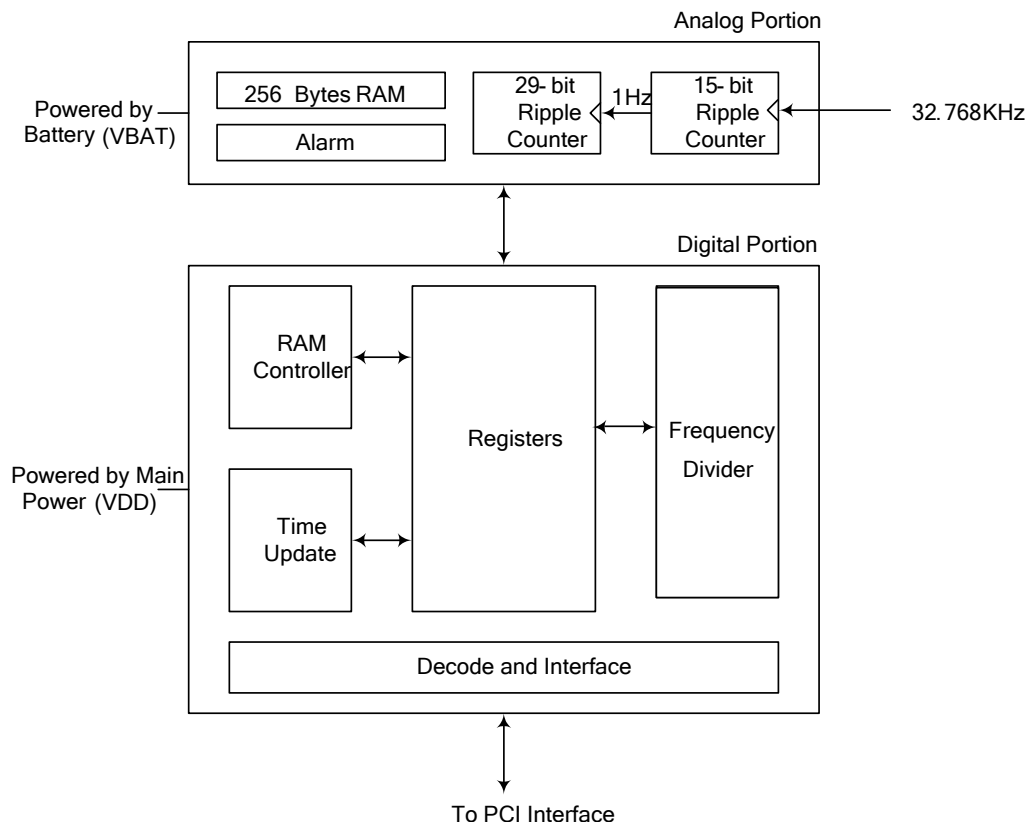 Analog Portion
256 Bytes RAM
Alarm
29- bit
Ripple
Counter
1Hz
15- bit
Ripple
Counter
32.768KHz
Powered by
Battery (VBAT)
Digital Portion
RAM
Controller
Registers
Frequency
Divider
Powered by Main
Power (VDD)
Time
Update
Decode and Interface
To PCI Interface